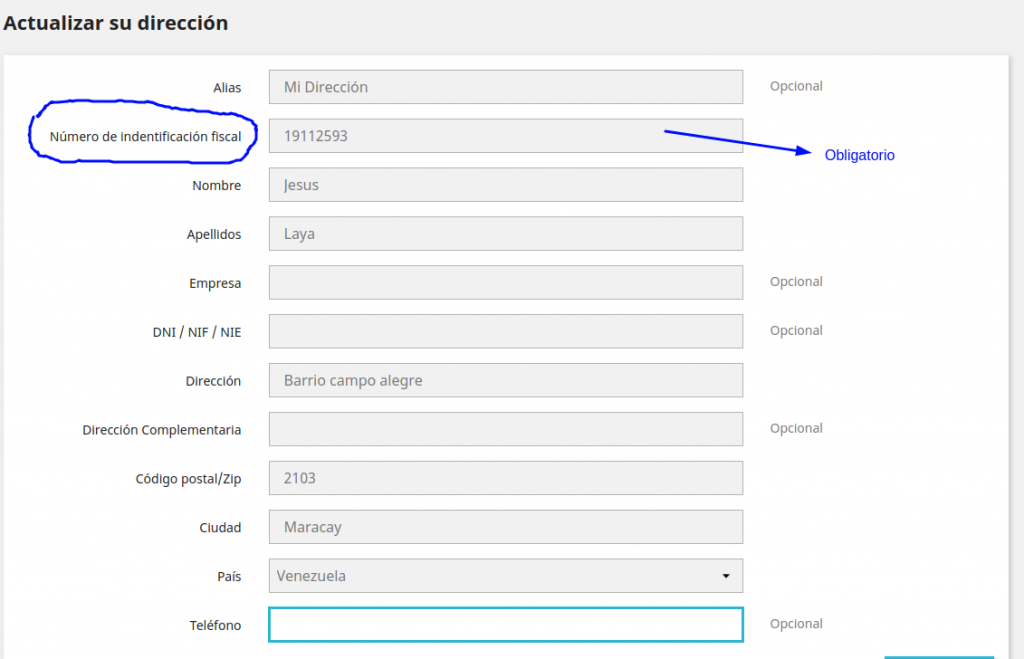 Actualizar su dirección
Alias Mi Dirección Opcional
Número de indentificación fiscal 19112593 Obligatorio
Nombre Jesus
Apellidos Laya
Empresa Opcional
DNI / NIF / NIE Opcional
Dirección Barrio campo alegre
Dirección Complementaria Opcional
Código postal/Zip 2103
Ciudad Maracay
País Venezuela
Teléfono Opcional